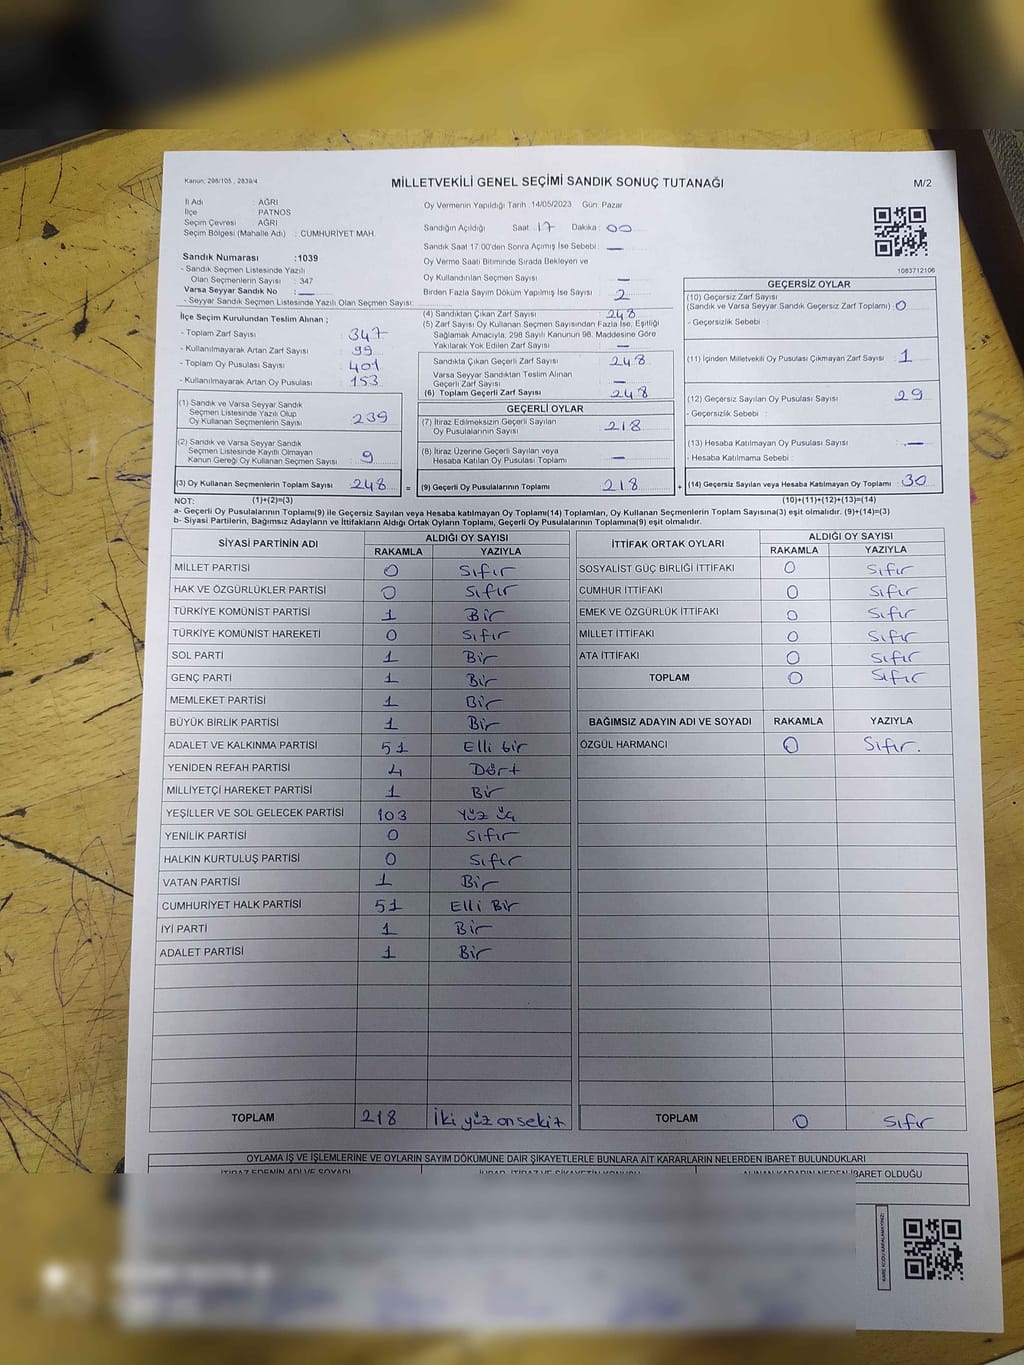 Kanun: 298/105 , 2839/4
MİLLETVEKİLİ GENEL SEÇİMİ SANDIK SONUÇ TUTANAĞI
M/2
İl Adı : AĞRI
İlçe PATNOS
Seçim Çevresi : AĞRI
Seçim Bölgesi (Mahalle Adı) : CUMHURİYET MAH.
Sandık Numarası :1039
- Sandık Seçmen Listesinde Yazılı
Olan Seçmenlerin Sayısı : 347
Varsa Seyyar Sandık No : —
- Seyyar Sandık Seçmen Listesinde Yazılı Olan Seçmen Sayısı:
Oy Vermenin Yapıldığı Tarih :14/05/2023 Gün: Pazar
Sandığın Açıldığı Saat :17 Dakika: 00
Sandık Saat 17:00'den Sonra Açımış İse Sebebi : —
Oy Verme Saati Bitiminde Sırada Bekleyen ve
Oy Kullandırılan Seçmen Sayısı : —
Birden Fazla Sayım Döküm Yapılmış İse Sayısı : 2
1083712106
İlçe Seçim Kurulundan Teslim Alınan ;
- Toplam Zarf Sayısı : 347
- Kullanılmayarak Artan Zarf Sayısı : 99
- Toplam Oy Pusulası Sayısı : 401
- Kullanılmayarak Artan Oy Pusulası : 153
(1) Sandık ve Varsa Seyyar Sandık
Seçmen Listesinde Yazılı Olup
Oy Kullanan Seçmenlerin Sayısı : 239
(2) Sandık ve Varsa Seyyar Sandık
Seçmen Listesinde Kayıtlı Olmayan
Kanun Gereği Oy Kullanan Seçmen Sayısı : 9
(3) Oy Kullanan Seçmenlerin Toplam Sayısı : 248 =
(4) Sandıktan Çıkan Zarf Sayısı : 248
(5) Zarf Sayısı Oy Kullanan Seçmen Sayısından Fazla İse, Eşitliği
Sağlamak Amacıyla, 298 Sayılı Kanunun 98. Maddesine Göre
Yakılarak Yok Edilen Zarf Sayısı : —
Sandıkta Çıkan Geçerli Zarf Sayısı : 248
Varsa Seyyar Sandıktan Teslim Alınan
Geçerli Zarf Sayısı : —
(6) Toplam Geçerli Zarf Sayısı : 248
GEÇERLİ OYLAR
(7) İtiraz Edilmeksizin Geçerli Sayılan
Oy Pusulalarının Sayısı : 218
(8) İtiraz Üzerine Geçerli Sayılan veya
Hesaba Katılan Oy Pusulası Toplamı : —
(9) Geçerli Oy Pusulalarının Toplamı : 218 +
GEÇERSİZ OYLAR
(10) Geçersiz Zarf Sayısı
(Sandık ve Varsa Seyyar Sandık Geçersiz Zarf Toplamı) : 0
- Geçersizlik Sebebi :
(11) İçinden Milletvekili Oy Pusulası Çıkmayan Zarf Sayısı : 1
(12) Geçersiz Sayılan Oy Pusulası Sayısı : 29
- Geçersizlik Sebebi :
(13) Hesaba Katılmayan Oy Pusulası Sayısı : —
- Hesaba Katılmama Sebebi :
(14) Geçersiz Sayılan veya Hesaba Katılmayan Oy Toplamı : 30
NOT: (1)+(2)=(3) (10)+(11)+(12)+(13)=(14)
a- Geçerli Oy Pusulalarının Toplamı(9) ile Geçersiz Sayılan veya Hesaba katılmayan Oy Toplamı(14) Toplamları, Oy Kullanan Seçmenlerin Toplam Sayısına(3) eşit olmalıdır. (9)+(14)=(3)
b- Siyasi Partilerin, Bağımsız Adayların ve İttifakların Aldığı Ortak Oyların Toplamı, Geçerli Oy Pusulalarının Toplamına(9) eşit olmalıdır.
SİYASİ PARTİNİN ADI ALDIĞI OY SAYISI
RAKAMLA YAZIYLA
MİLLET PARTİSİ 0 Sıfır
HAK VE ÖZGÜRLÜKLER PARTİSİ 0 Sıfır
TÜRKİYE KOMÜNİST PARTİSİ 1 Bir
TÜRKİYE KOMÜNİST HAREKETİ 0 Sıfır
SOL PARTİ 1 Bir
GENÇ PARTİ 1 Bir
MEMLEKET PARTİSİ 1 Bir
BÜYÜK BİRLİK PARTİSİ 1 Bir
ADALET VE KALKINMA PARTİSİ 51 Elli bir
YENİDEN REFAH PARTİSİ 4 Dört
MİLLİYETÇİ HAREKET PARTİSİ 1 Bir
YEŞİLLER VE SOL GELECEK PARTİSİ 103 Yüz üç
YENİLİK PARTİSİ 0 Sıfır
HALKIN KURTULUŞ PARTİSİ 0 Sıfır
VATAN PARTİSİ 1 Bir
CUMHURİYET HALK PARTİSİ 51 Elli Bir
İYİ PARTİ 1 Bir
ADALET PARTİSİ 1 Bir
TOPLAM 218 İki yüz onsekiz
İTTİFAK ORTAK OYLARI ALDIĞI OY SAYISI
RAKAMLA YAZIYLA
SOSYALİST GÜÇ BİRLİĞİ İTTİFAKI 0 Sıfır
CUMHUR İTTİFAKI 0 Sıfır
EMEK VE ÖZGÜRLÜK İTTİFAKI 0 Sıfır
MİLLET İTTİFAKI 0 Sıfır
ATA İTTİFAKI 0 Sıfır
TOPLAM 0 Sıfır
BAĞIMSIZ ADAYIN ADI VE SOYADI RAKAMLA YAZIYLA
ÖZGÜL HARMANCI 0 Sıfır.
TOPLAM 0 Sıfır
OYLAMA İŞ VE İŞLEMLERİNE VE OYLARIN SAYIM DÖKÜMÜNE DAİR ŞİKAYETLERLE BUNLARA AİT KARARLARIN NELERDEN İBARET BULUNDUKLARI
İTİRAZ EDENİN ADI VE SOYADI İHBAR, İTİRAZ VE ŞİKAYETİN KONUSU ALINAN KARARIN NEDEN İBARET OLDUĞU